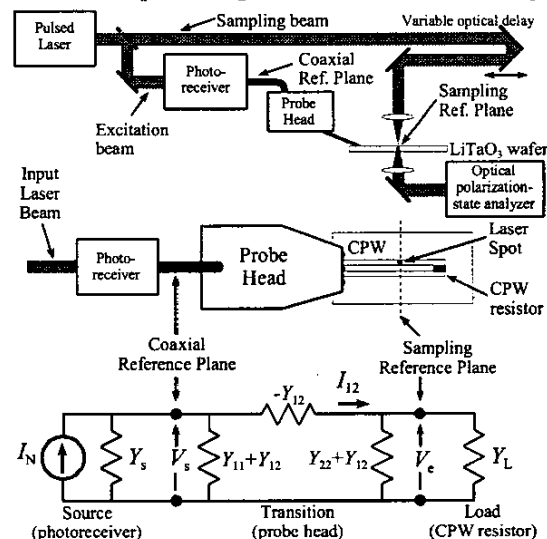 Pulsed
Laser
Sampling beam
Variable optical delay
Photo-
receiver
Coaxial
Ref. Plane
Probe
Head
Sampling
Ref. Plane
Excitation
beam
LiTaO3 wafer
Optical
polarization-
state analyzer
Input
Laser
Beam
Photo-
receiver
Probe
Head
CPW
Laser
Spot
CPW
resistor
Coaxial
Reference Plane
Sampling
Reference Plane
-Y12
I12
IN
Ys
Vs
Y11+Y12
Y22+Y12
Ve
YL
Source
(photoreceiver)
Transition
(probe head)
Load
(CPW resistor)